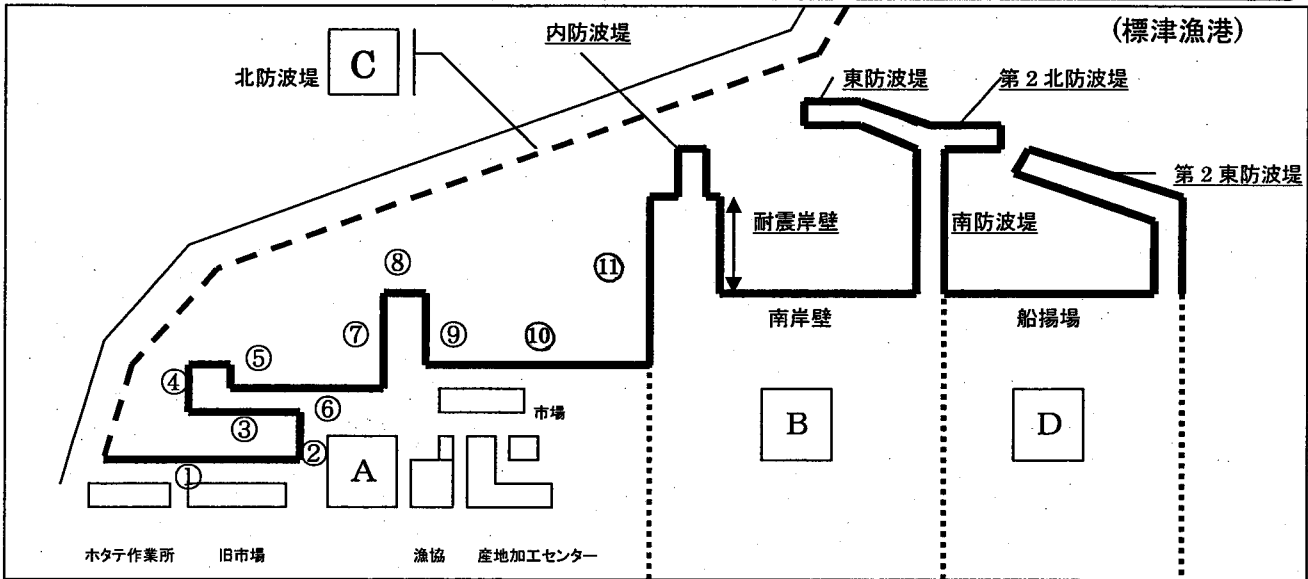 (標津漁港)
内防波堤
北防波堤
C
東防波堤
第2北防波堤
第2東防波堤
耐震岸壁
南防波堤
⑧
⑪
⑦
⑨
⑩
南岸壁
船揚場
⑤
④
⑥
③
②
①
市場
A
B
D
ホタテ作業所
旧市場
漁協
産地加工センター